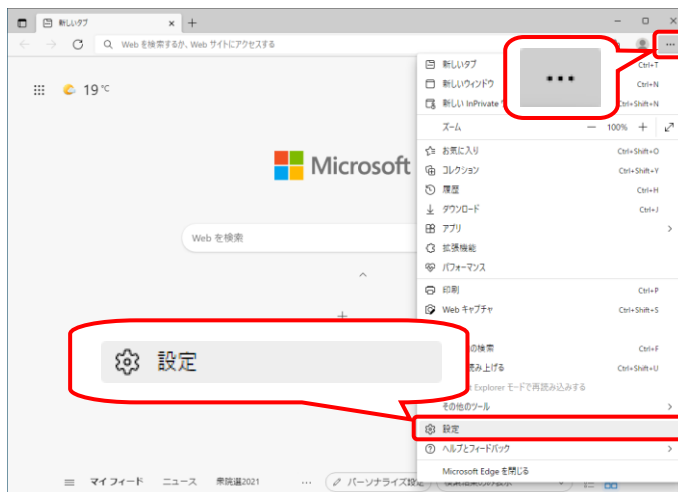 新しいタブ
Web を検索するか、Web サイトにアクセスする
19 ℃
Microsoft
Web を検索
新しいタブ Ctrl+T
新しいウィンドウ Ctrl+N
新しい InPrivate Ctrl+Shift+N
ズーム 100%
お気に入り Ctrl+Shift+O
コレクション Ctrl+Shift+Y
履歴 Ctrl+H
ダウンロード Ctrl+J
アプリ
拡張機能
パフォーマンス
印刷 Ctrl+P
Web キャプチャ Ctrl+Shift+S
の検索 Ctrl+F
読み上げる Ctrl+Shift+U
Explorer モードで再読み込みする
その他のツール
設定
設定
ヘルプとフィードバック
Microsoft Edge を閉じる
マイ フィード ニュース 衆院選2021 … パーソナライズ設定